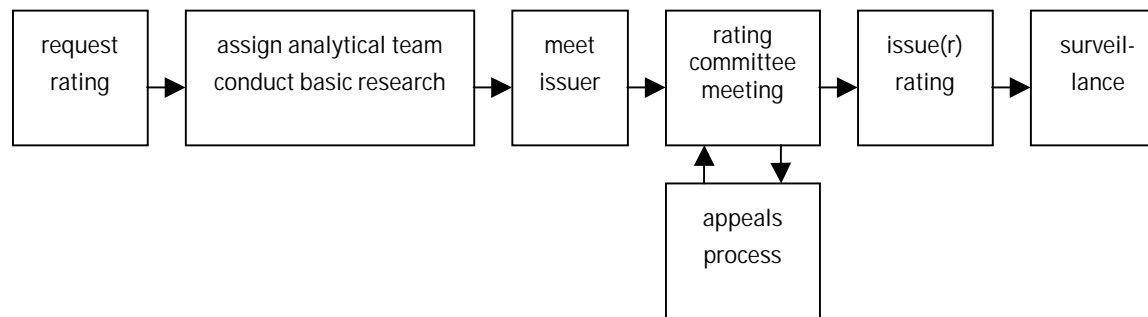 request
rating
assign analytical team
conduct basic research
meet
issuer
rating
committee
meeting
issue(r)
rating
surveil-
lance
appeals
process